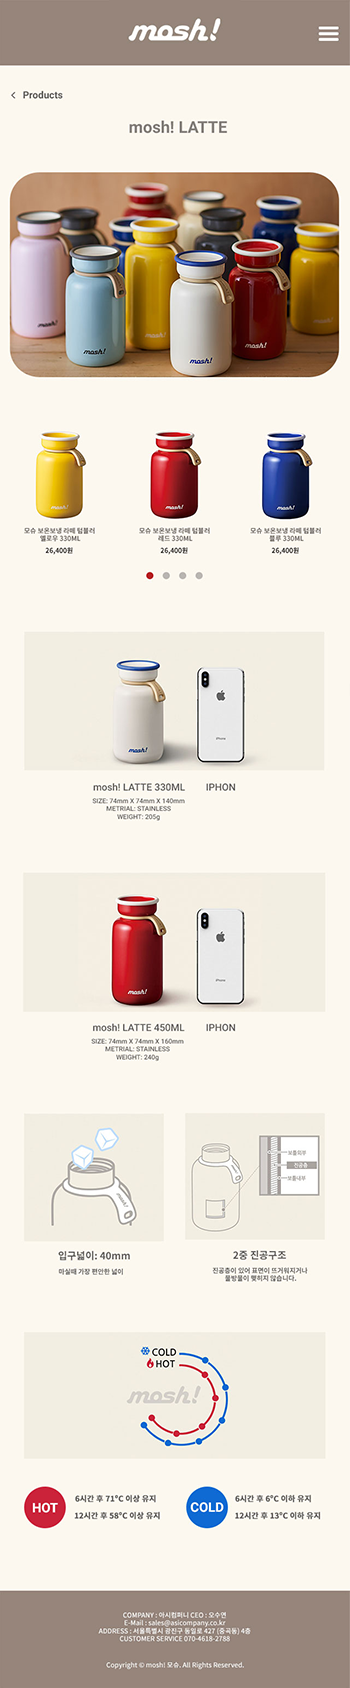 mosh!
Products
mosh! LATTE
mosh!
mosh!
mosh!
mosh!
mosh!
mosh!
mosh!
모슈 보온보냉 라떼 텀블러
옐로우 330ML
26,400원
모슈 보온보냉 라떼 텀블러
레드 330ML
26,400원
모슈 보온보냉 라떼 텀블러
블루 330ML
26,400원
mosh!
iPhone
mosh! LATTE 330ML
IPHON
SIZE: 74mm X 74mm X 140mm
METRIAL: STAINLESS
WEIGHT: 205g
mosh!
iPhone
mosh! LATTE 450ML
IPHON
SIZE: 74mm X 74mm X 160mm
METRIAL: STAINLESS
WEIGHT: 240g
mosh!
보틀외부
진공층
보틀내부
입구넓이: 40mm
마실때 가장 편안한 넓이
2중 진공구조
진공층이 있어 표면이 뜨거워지거나
물방울이 맺히지 않습니다.
COLD
HOT
mosh!
HOT
6시간 후 71°C 이상 유지
12시간 후 58°C 이상 유지
COLD
6시간 후 6°C 이하 유지
12시간 후 13°C 이하 유지
COMPANY : 아시컴퍼니 CEO : 모수연
E-Mail : sales@asicompany.co.kr
ADDRESS : 서울특별시 광진구 동일로 427 (중곡동) 4층
CUSTOMER SERVICE 070-4618-2788
Copyright © mosh! 모슈. All Rights Reserved.